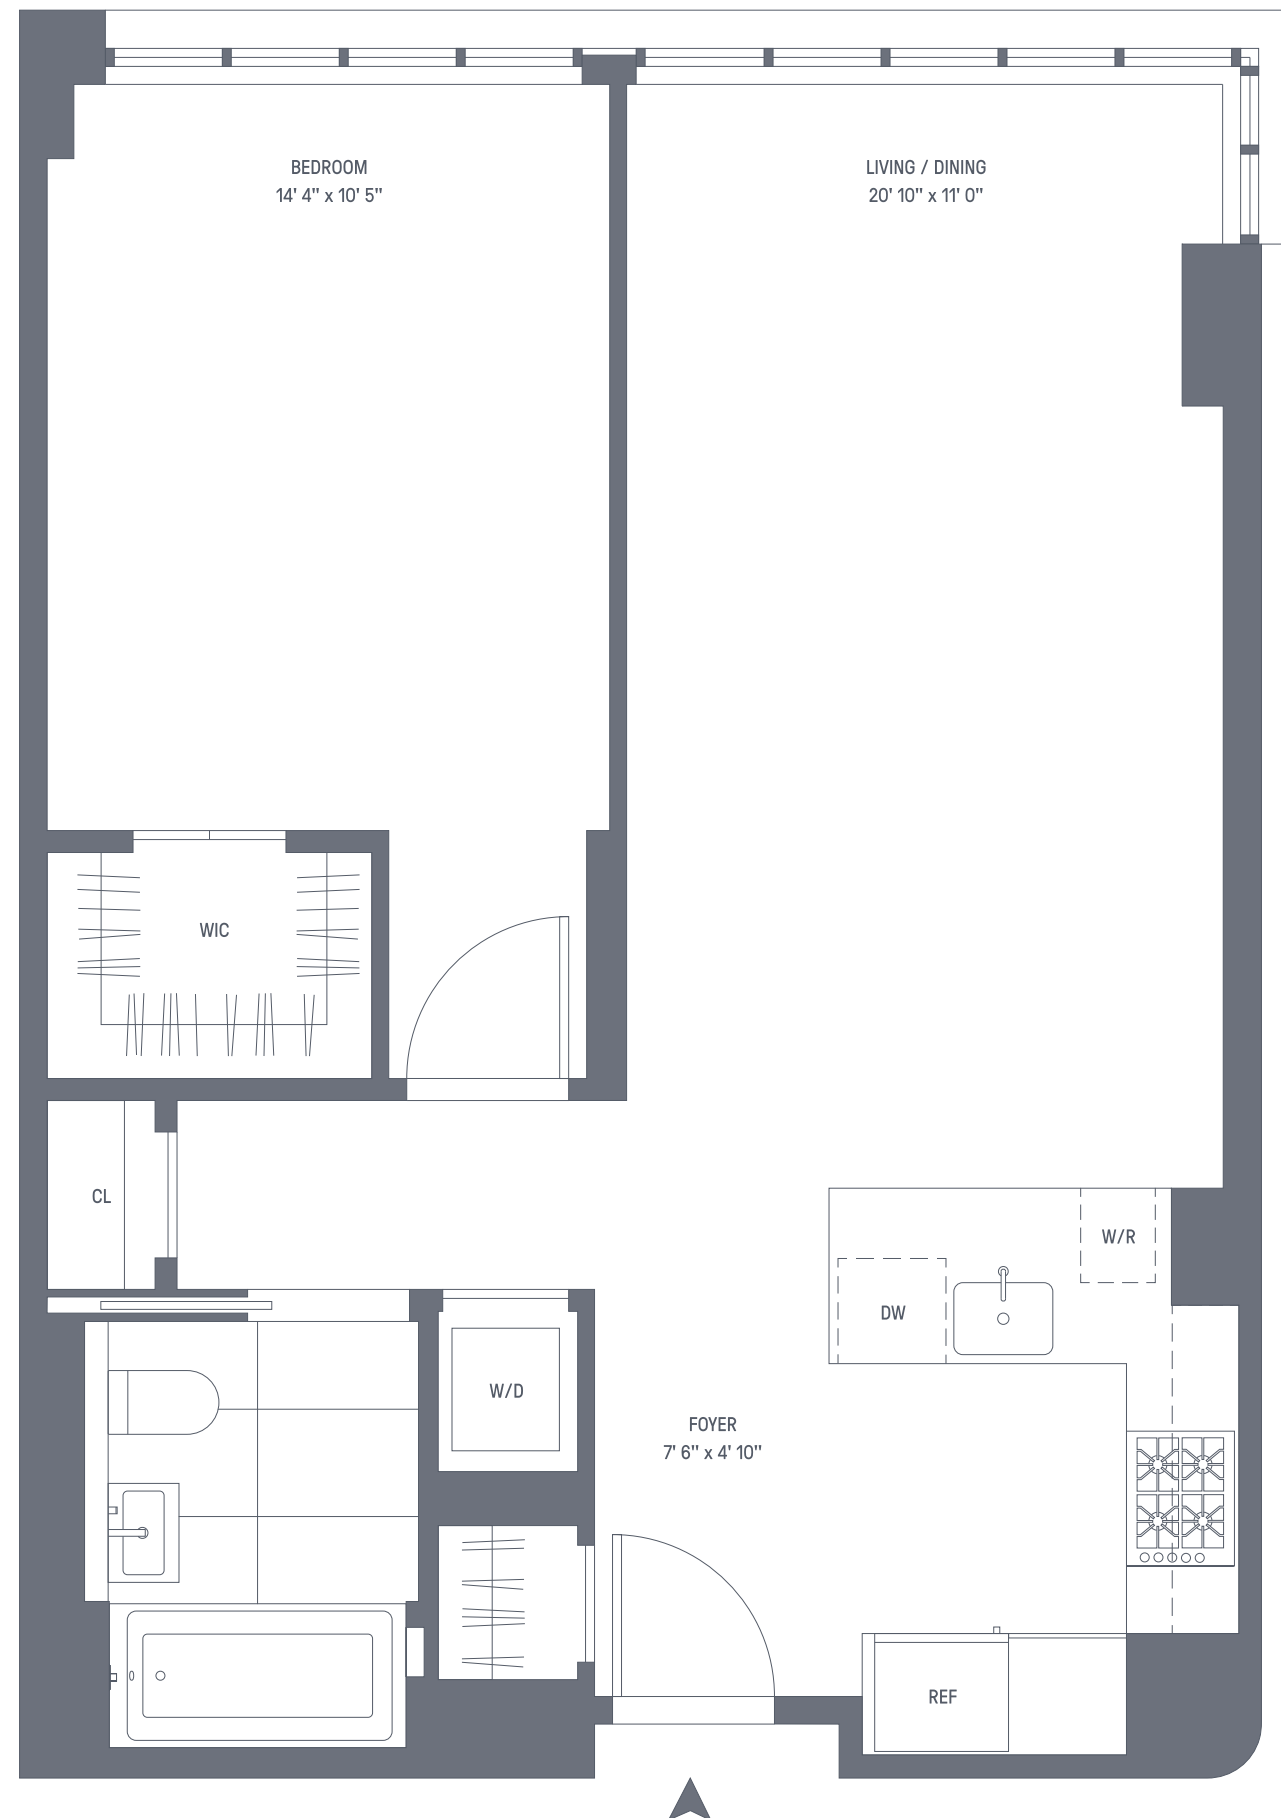 BEDROOM
14' 4" x 10' 5"
LIVING / DINING
20' 10" x 11' 0"
WIC
CL
W/R
DW
W/D
FOYER
7' 6" x 4' 10"
REF